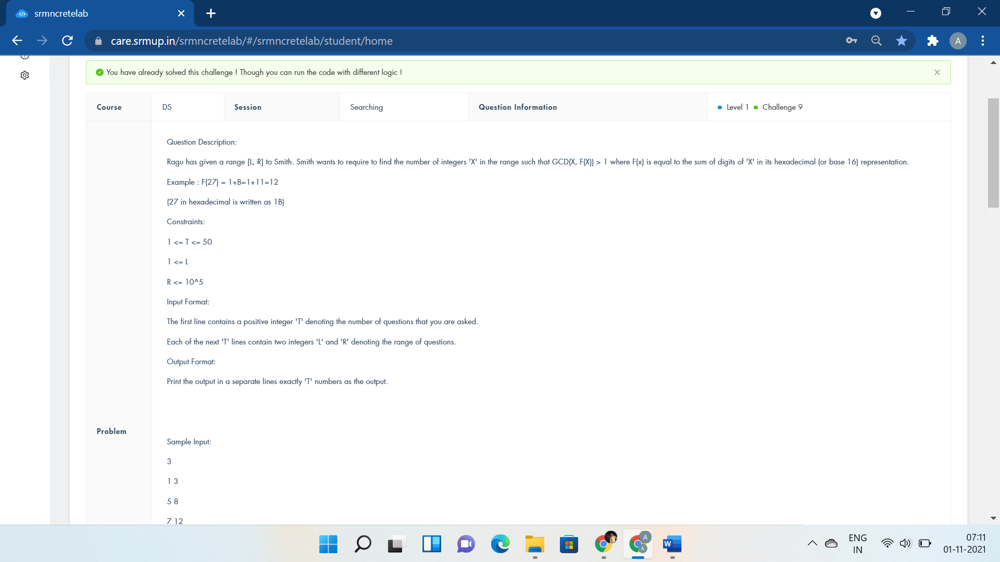 srmncretelab
care.srmup.in/srmncretelab/#/srmncretelab/student/home
A
You have already solved this challenge ! Though you can run the code with different logic !
Course DS Session Searching Question Information Level 1 Challenge 9
Question Description:
Ragu has given a range [L, R] to Smith. Smith wants to require to find the number of integers 'X' in the range such that GCD(X, F(X)) > 1 where F(x) is equal to the sum of digits of 'X' in its hexadecimal (or base 16) representation.
Example : F(27) = 1+B=1+11=12
(27 in hexadecimal is written as 1B)
Constraints:
1 <= T <= 50
1 <= L
R <= 10^5
Input Format:
The first line contains a positive integer 'T' denoting the number of questions that you are asked.
Each of the next 'T' lines contain two integers 'L' and 'R' denoting the range of questions.
Output Format:
Print the output in a separate lines exactly 'T' numbers as the output.
Problem
Sample Input:
3
1 3
5 8
7 12
A
A
W
ENG
IN
07:11
01-11-2021